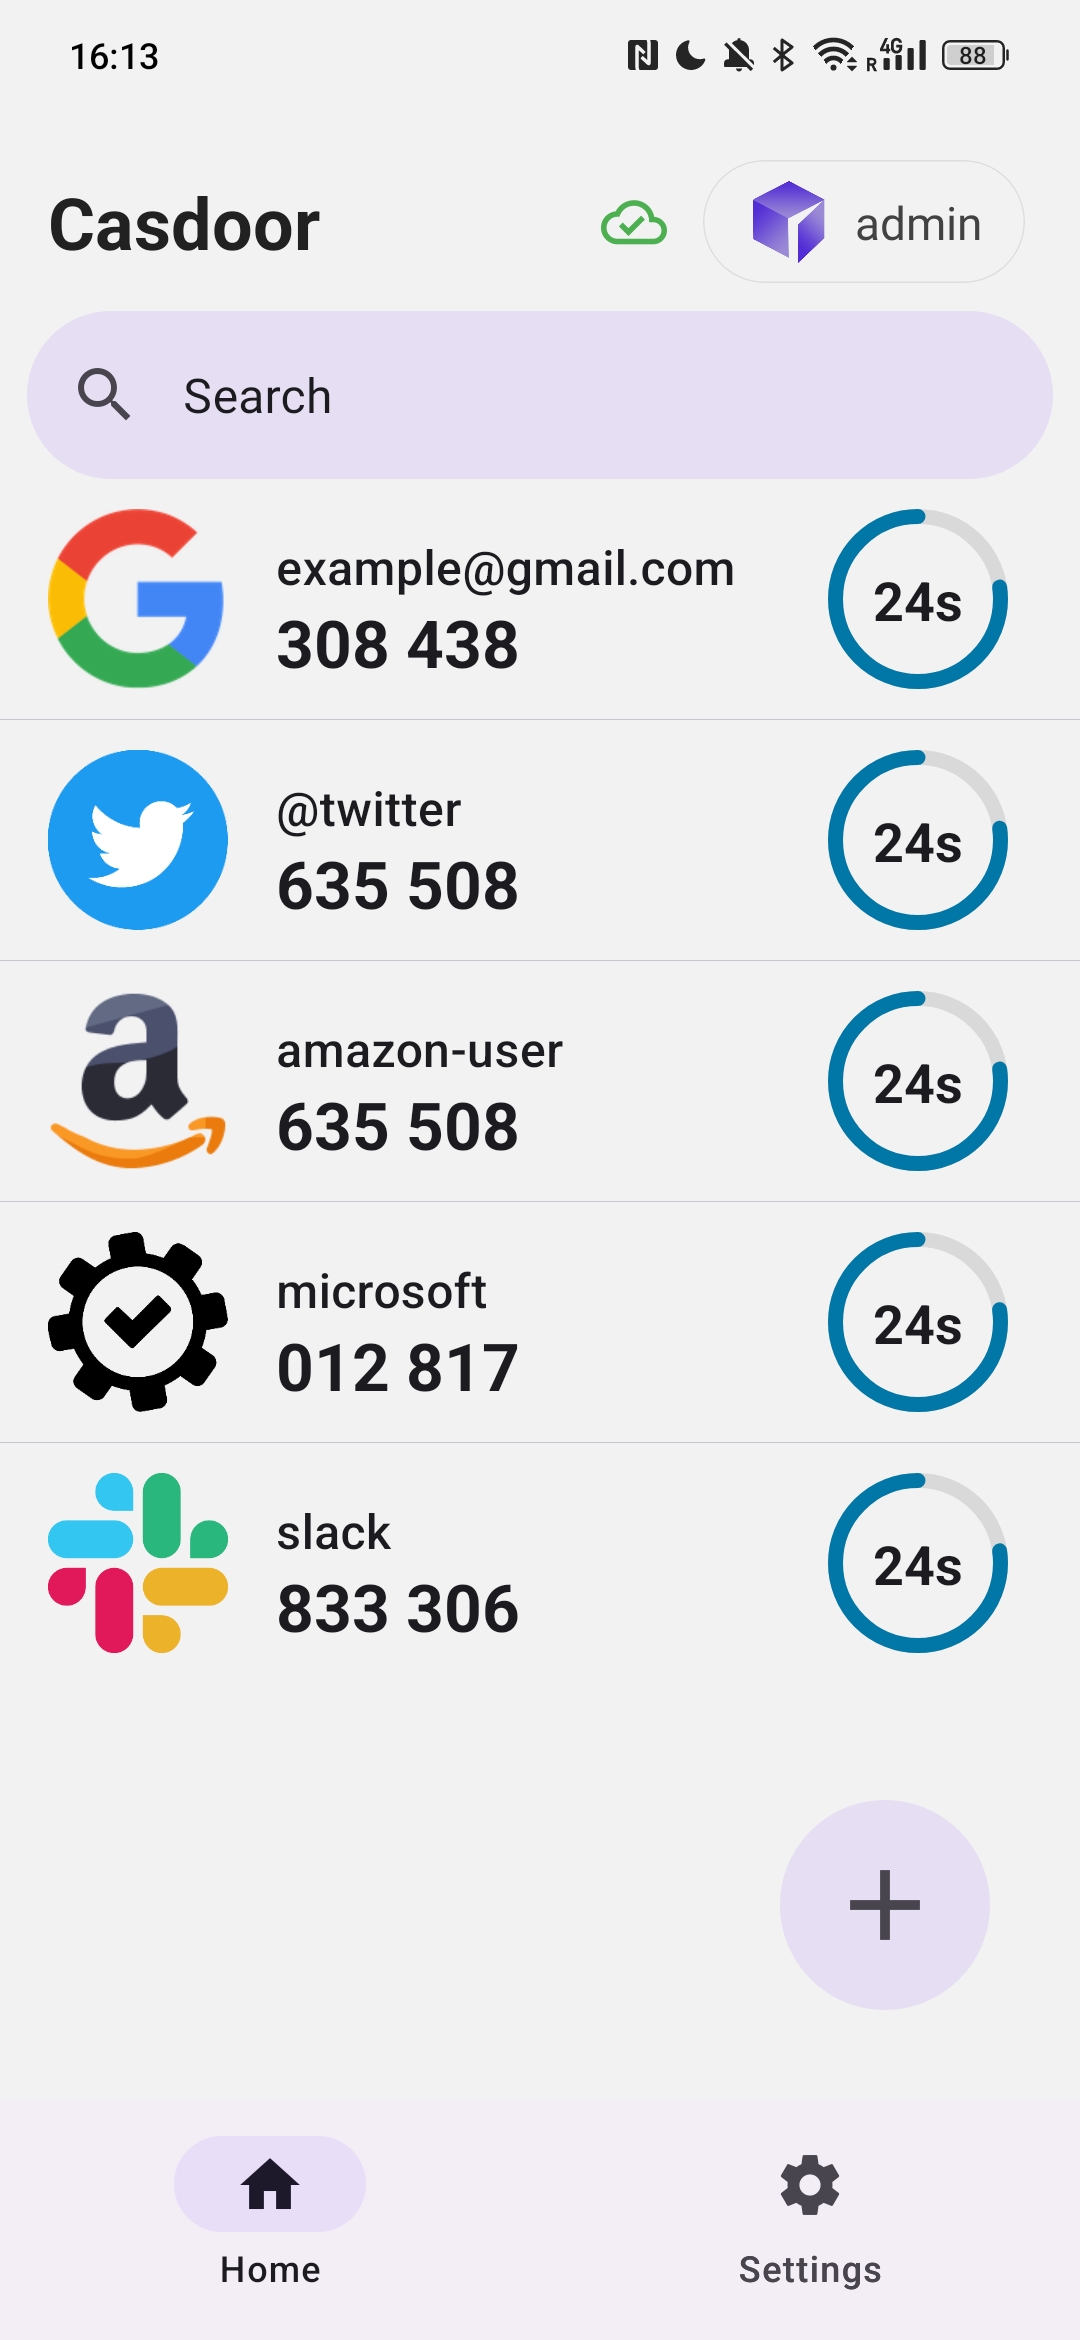 16:13
R 4G 88
Casdoor
admin
Search
example@gmail.com
308 438
24s
@twitter
635 508
24s
amazon-user
635 508
24s
microsoft
012 817
24s
slack
833 306
24s
Home
Settings